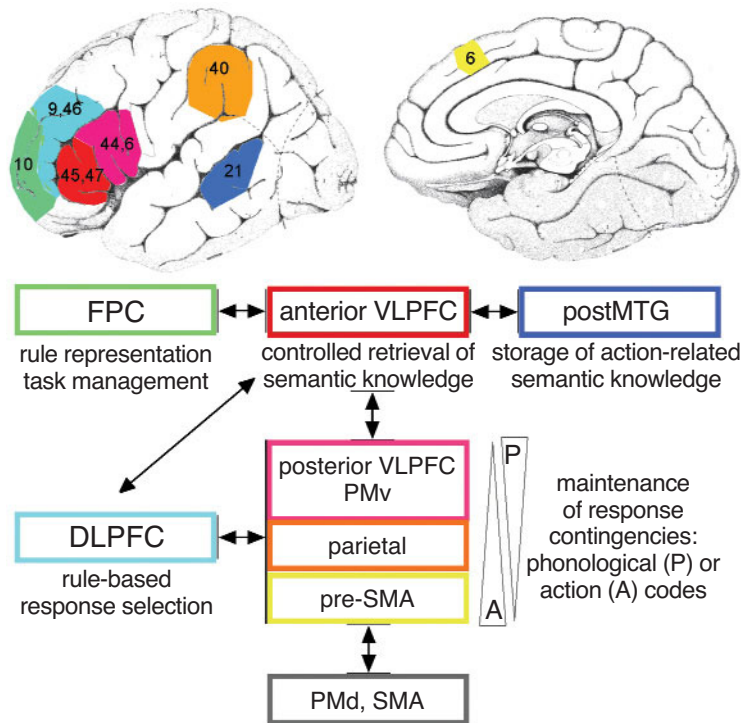 6
40
9,46
44,6
10
45,47
21
FPC
anterior VLPFC
postMTG
rule representation
task management
controlled retrieval of
semantic knowledge
storage of action-related
semantic knowledge
posterior VLPFC
PMv
P
maintenance
of response
contingencies:
phonological (P) or
action (A) codes
DLPFC
parietal
rule-based
response selection
pre-SMA
A
PMd, SMA